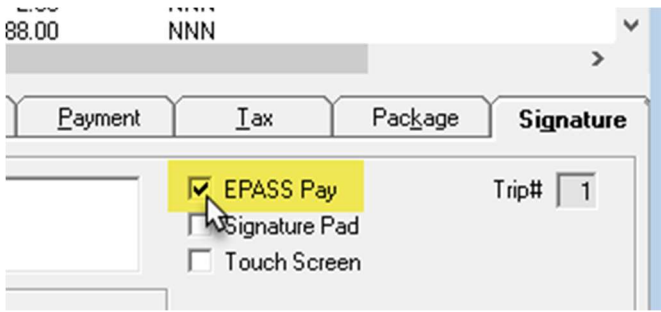 88.00 NNN
Payment Tax Package Signature
EPASS Pay Trip# 1
Signature Pad
Touch Screen